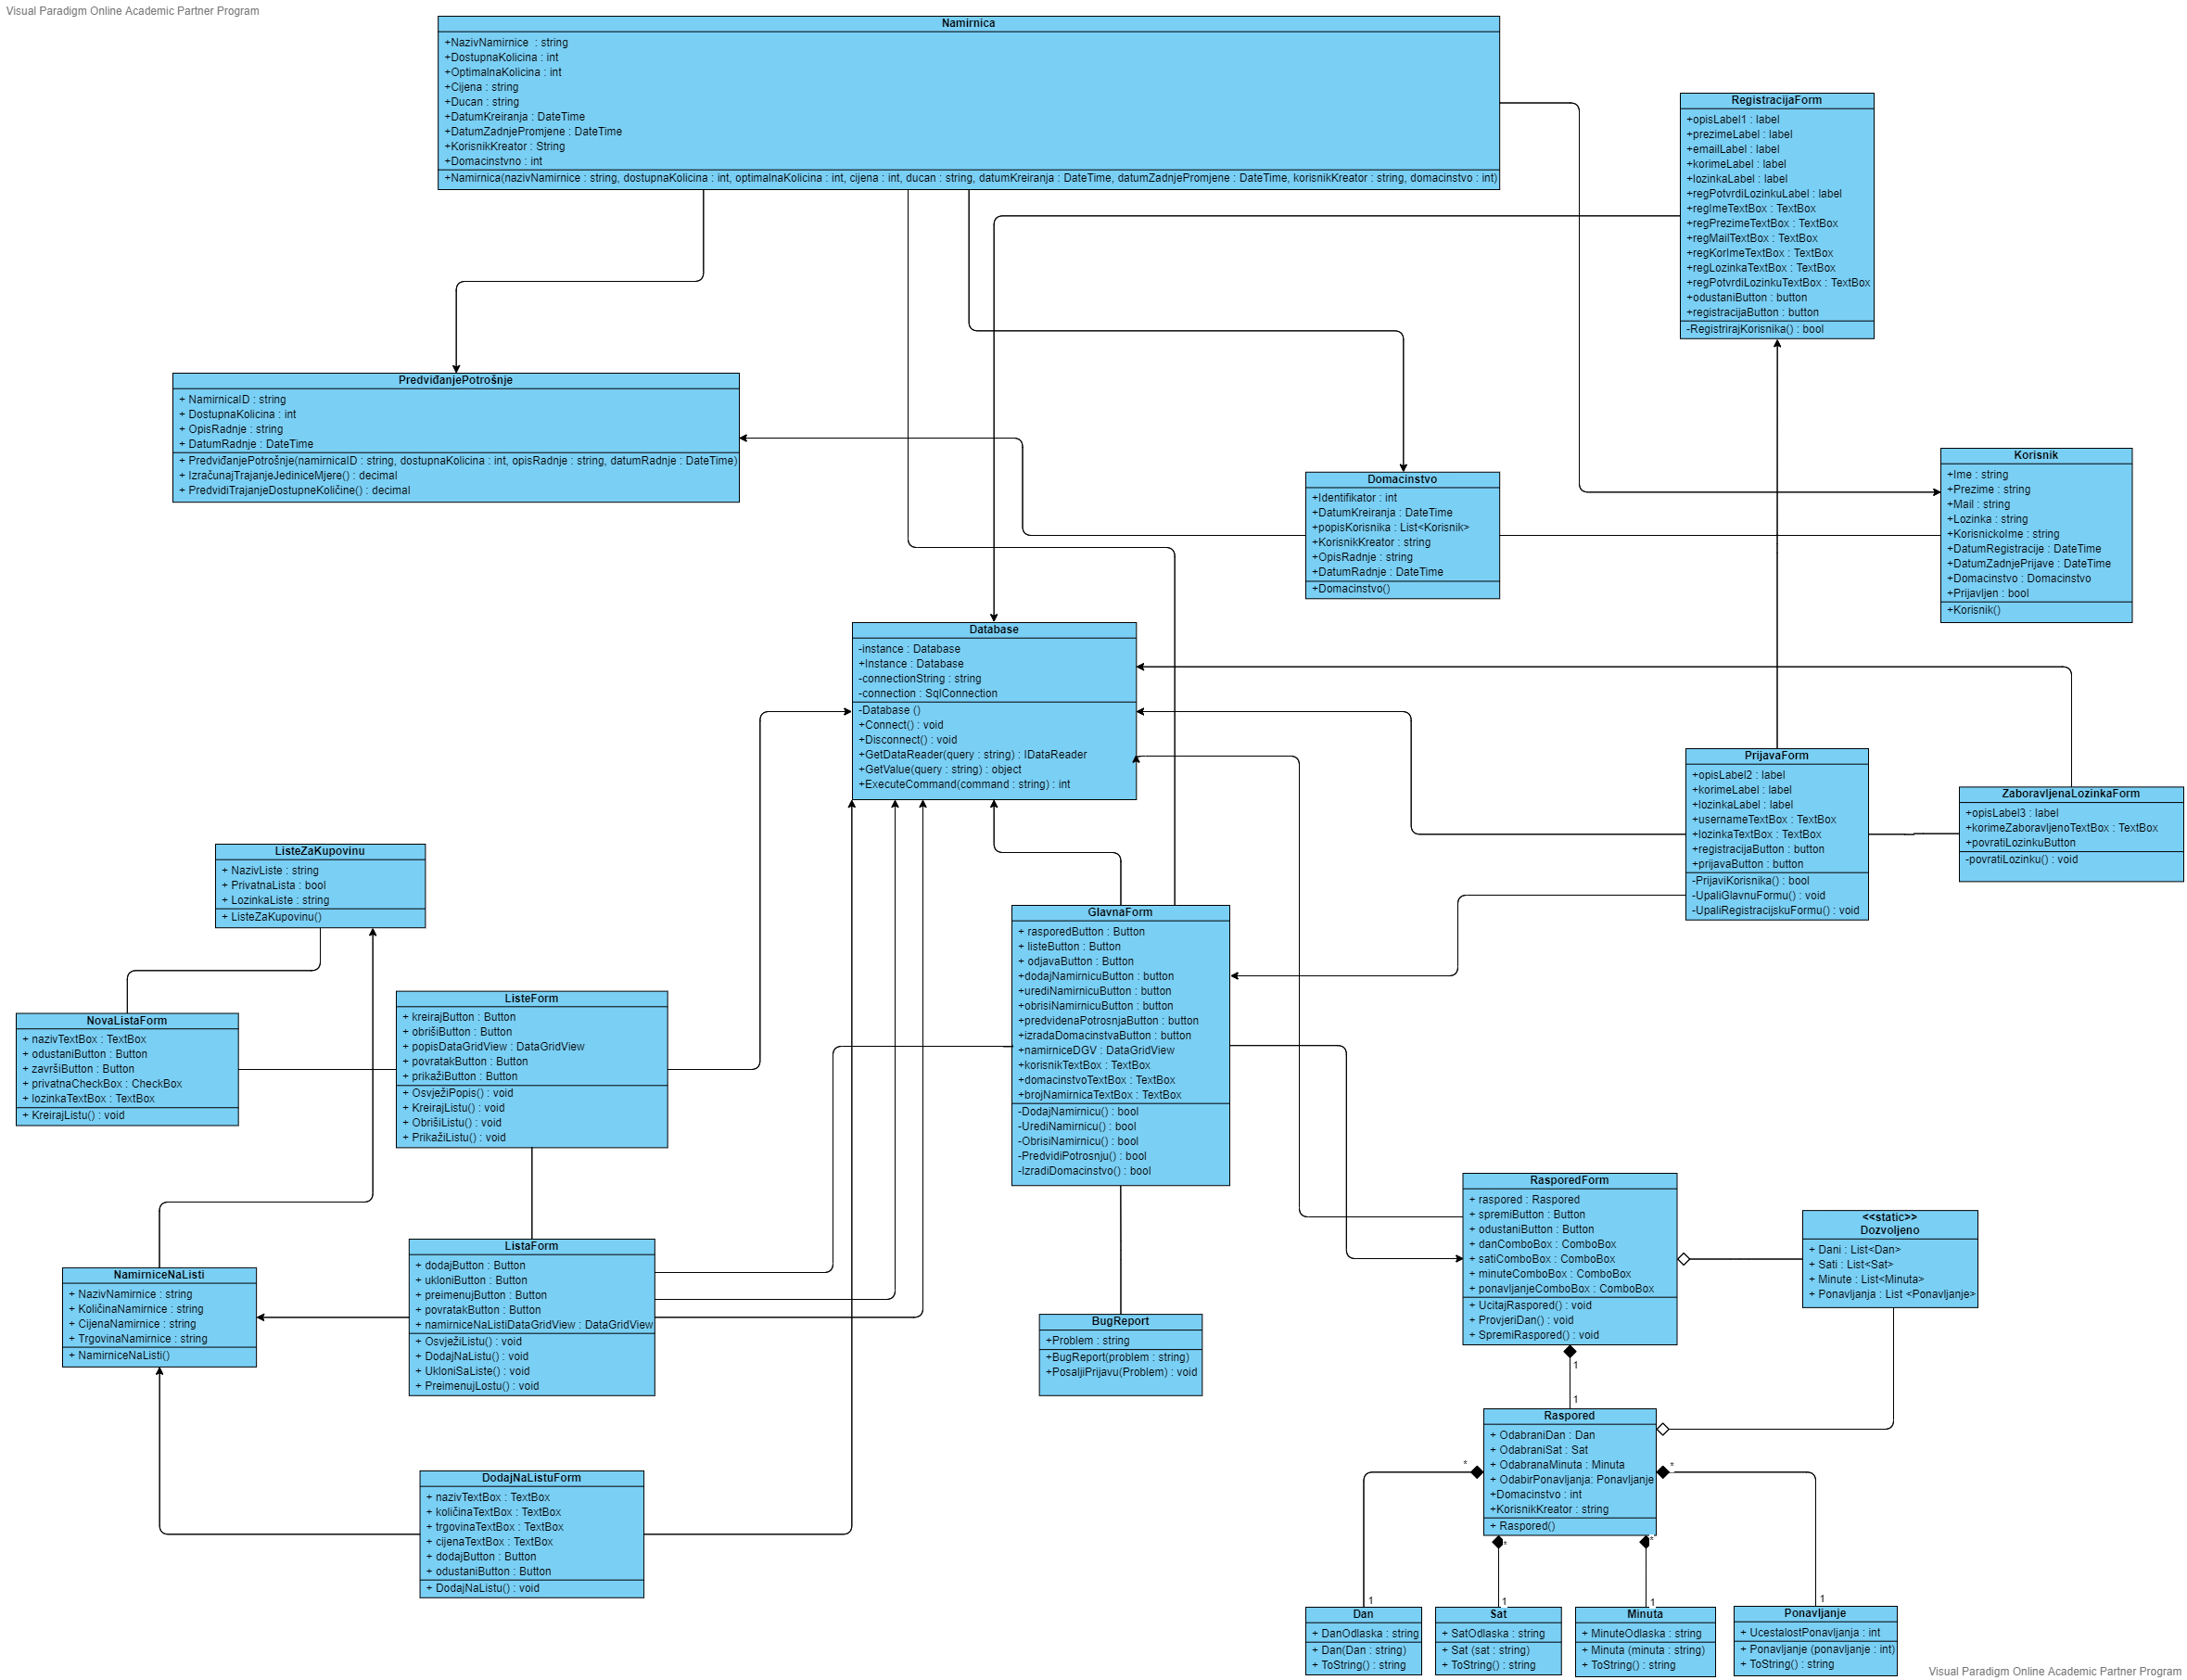 Visual Paradigm Online Academic Partner Program
Namirnica
+NazivNamirnice : string
+DostupnaKolicina : int
+OptimalnaKolicina : int
+Cijena : string
+Ducan : string
+DatumKreiranja : DateTime
+DatumZadnjePromjene : DateTime
+KorisnikKreator : String
+Domacinstvno : int
+Namirnica(nazivNamirnice : string, dostupnaKolicina : int, optimalnaKolicina : int, cijena : int, ducan : string, datumKreiranja : DateTime, datumZadnjePromjene : DateTime, korisnikKreator : string, domacinstvo : int)
RegistracijaForm
+opisLabel1 : label
+prezimeLabel : label
+emailLabel : label
+korimeLabel : label
+lozinkaLabel : label
+regPotvrdiLozinkuLabel : label
+regImeTextBox : TextBox
+regPrezimeTextBox : TextBox
+regMailTextBox : TextBox
+regKorImeTextBox : TextBox
+regLozinkaTextBox : TextBox
+regPotvrdiLozinkuTextBox : TextBox
+odustaniButton : button
+registracijaButton : button
-RegistrirajKorisnika() : bool
PredviđanjePotrošnje
+ NamirnicaID : string
+ DostupnaKolicina : int
+ OpisRadnje : string
+ DatumRadnje : DateTime
+ PredviđanjePotrošnje(namirnicaID : string, dostupnaKolicina : int, opisRadnje : string, datumRadnje : DateTime)
+ IzračunajTrajanjeJediniceMjere() : decimal
+ PredvidiTrajanjeDostupneKoličine() : decimal
Domacinstvo
+Identifikator : int
+DatumKreiranja : DateTime
+popisKorisnika : List<Korisnik>
+KorisnikKreator : string
+OpisRadnje : string
+DatumRadnje : DateTime
+Domacinstvo()
Korisnik
+Ime : string
+Prezime : string
+Mail : string
+Lozinka : string
+KorisnickoIme : string
+DatumRegistracije : DateTime
+DatumZadnjePrijave : DateTime
+Domacinstvo : Domacinstvo
+Prijavljen : bool
+Korisnik()
Database
-instance : Database
+Instance : Database
-connectionString : string
-connection : SqlConnection
-Database ()
+Connect() : void
+Disconnect() : void
+GetDataReader(query : string) : IDataReader
+GetValue(query : string) : object
+ExecuteCommand(command : string) : int
PrijavaForm
+opisLabel2 : label
+korimeLabel : label
+lozinkaLabel : label
+usernameTextBox : TextBox
+lozinkaTextBox : TextBox
+registracijaButton : button
+prijavaButton : button
-PrijaviKorisnika() : bool
-UpaliGlavnuFormu() : void
-UpaliRegistracijskuFormu() : void
ZaboravljenaLozinkaForm
+opisLabel3 : label
+korimeZaboravljenoTextBox : TextBox
+povratiLozinkuButton
-povratiLozinku() : void
ListeZaKupovinu
+ NazivListe : string
+ PrivatnaLista : bool
+ LozinkaListe : string
+ ListeZaKupovinu()
GlavnaForm
+ rasporedButton : Button
+ listeButton : Button
+ odjavaButton : Button
+dodajNamirnicuButton : button
+urediNamirnicuButton : button
+obrisiNamirnicuButton : button
+predvidenaPotrosnjaButton : button
+izradaDomacinstvaButton : button
+namirniceDGV : DataGridView
+korisnikTextBox : TextBox
+domacinstvoTextBox : TextBox
+brojNamirnicaTextBox : TextBox
-DodajNamirnicu() : bool
-UrediNamirnicu() : bool
-ObrisiNamirnicu() : bool
-PredvidiPotrosnju() : bool
-IzradiDomacinstvo() : bool
NovaListaForm
+ nazivTextBox : TextBox
+ odustaniButton : Button
+ završiButton : Button
+ privatnaCheckBox : CheckBox
+ lozinkaTextBox : TextBox
+ KreirajListu() : void
ListeForm
+ kreirajButton : Button
+ obrišiButton : Button
+ popisDataGridView : DataGridView
+ povratakButton : Button
+ prikažiButton : Button
+ OsvježiPopis() : void
+ KreirajListu() : void
+ ObrišiListu() : void
+ PrikažiListu() : void
RasporedForm
+ raspored : Raspored
+ spremiButton : Button
+ odustaniButton : Button
+ danComboBox : ComboBox
+ satiComboBox : ComboBox
+ minuteComboBox : ComboBox
+ ponavljanjeComboBox : ComboBox
+ UcitajRaspored() : void
+ ProvjeriDan() : void
+ SpremiRaspored() : void
<<static>>
Dozvoljeno
+ Dani : List<Dan>
+ Sati : List<Sat>
+ Minute : List<Minuta>
+ Ponavljanja : List <Ponavljanje>
ListaForm
+ dodajButton : Button
+ ukloniButton : Button
+ preimenujButton : Button
+ povratakButton : Button
+ namirniceNaListiDataGridView : DataGridView
+ OsvježiListu() : void
+ DodajNaListu() : void
+ UkloniSaListe() : void
+ PreimenujLostu() : void
NamirniceNaListi
+ NazivNamirnice : string
+ KoličinaNamirnice : string
+ CijenaNamirnice : string
+ TrgovinaNamirnice : string
+ NamirniceNaListi()
BugReport
+Problem : string
+BugReport(problem : string)
+PosaljiPrijavu(Problem) : void
1
1
Raspored
+ OdabraniDan : Dan
+ OdabraniSat : Sat
+ OdabranaMinuta : Minuta
+ OdabirPonavljanja: Ponavljanje
+Domacinstvo : int
+KorisnikKreator : string
+ Raspored()
*
*
*
*
DodajNaListuForm
+ nazivTextBox : TextBox
+ količinaTextBox : TextBox
+ trgovinaTextBox : TextBox
+ cijenaTextBox : TextBox
+ dodajButton : Button
+ odustaniButton : Button
+ DodajNaListu() : void
1
1
1
1
Dan
+ DanOdlaska : string
+ Dan(Dan : string)
+ ToString() : string
Sat
+ SatOdlaska : string
+ Sat (sat : string)
+ ToString() : string
Minuta
+ MinuteOdlaska : string
+ Minuta (minuta : string)
+ ToString() : string
Ponavljanje
+ UcestalostPonavljanja : int
+ Ponavljanje (ponavljanje : int)
+ ToString() : string
Visual Paradigm Online Academic Partner Program